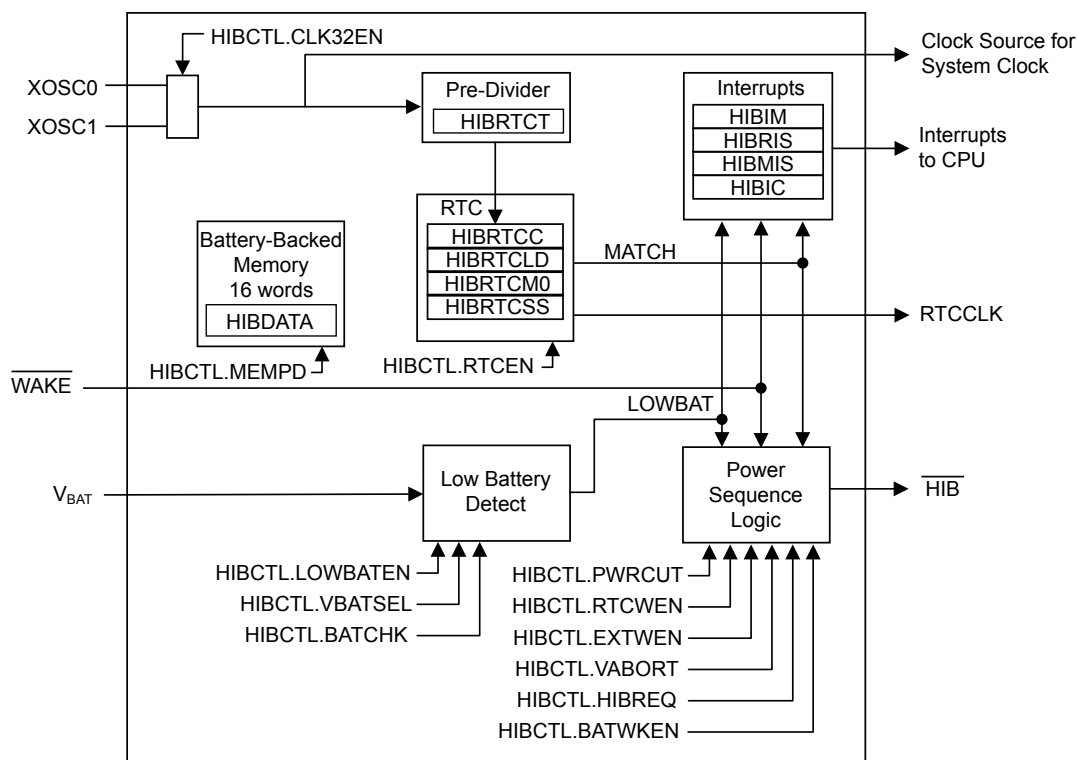 HIBCTL.CLK32EN
XOSC0
XOSC1
Pre-Divider
HIBRTCT
Interrupts
HIBIM
HIBRIS
HIBMIS
HIBIC
Clock Source for
System Clock
Interrupts
to CPU
Battery-Backed
Memory
16 words
HIBDATA
HIBCTL.MEMPD
RTC
HIBRTCC
HIBRTCLD
HIBRTCM0
HIBRTCSS
HIBCTL.RTCEN
MATCH
RTCCLK
WAKE
LOWBAT
VBAT
Low Battery
Detect
Power
Sequence
Logic
HIB
HIBCTL.LOWBATEN
HIBCTL.VBATSEL
HIBCTL.BATCHK
HIBCTL.PWRCUT
HIBCTL.RTCWEN
HIBCTL.EXTWEN
HIBCTL.VABORT
HIBCTL.HIBREQ
HIBCTL.BATWKEN